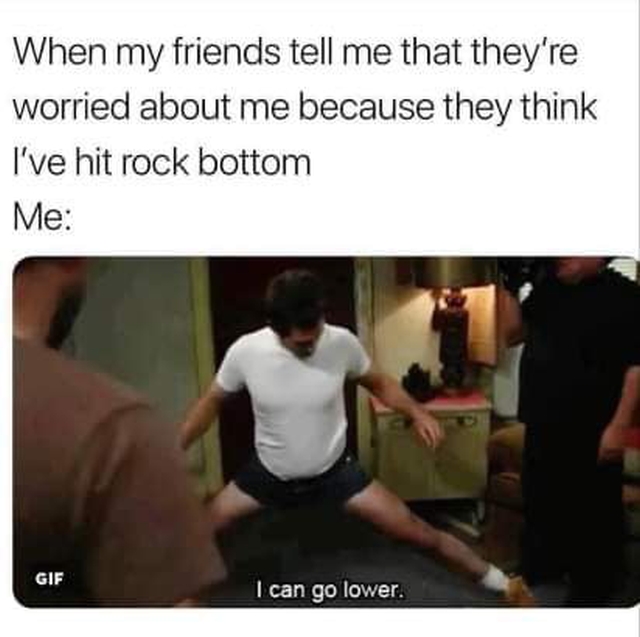 When my friends tell me that they're
worried about me because they think
I've hit rock bottom
Me:
GIF
I can go lower.